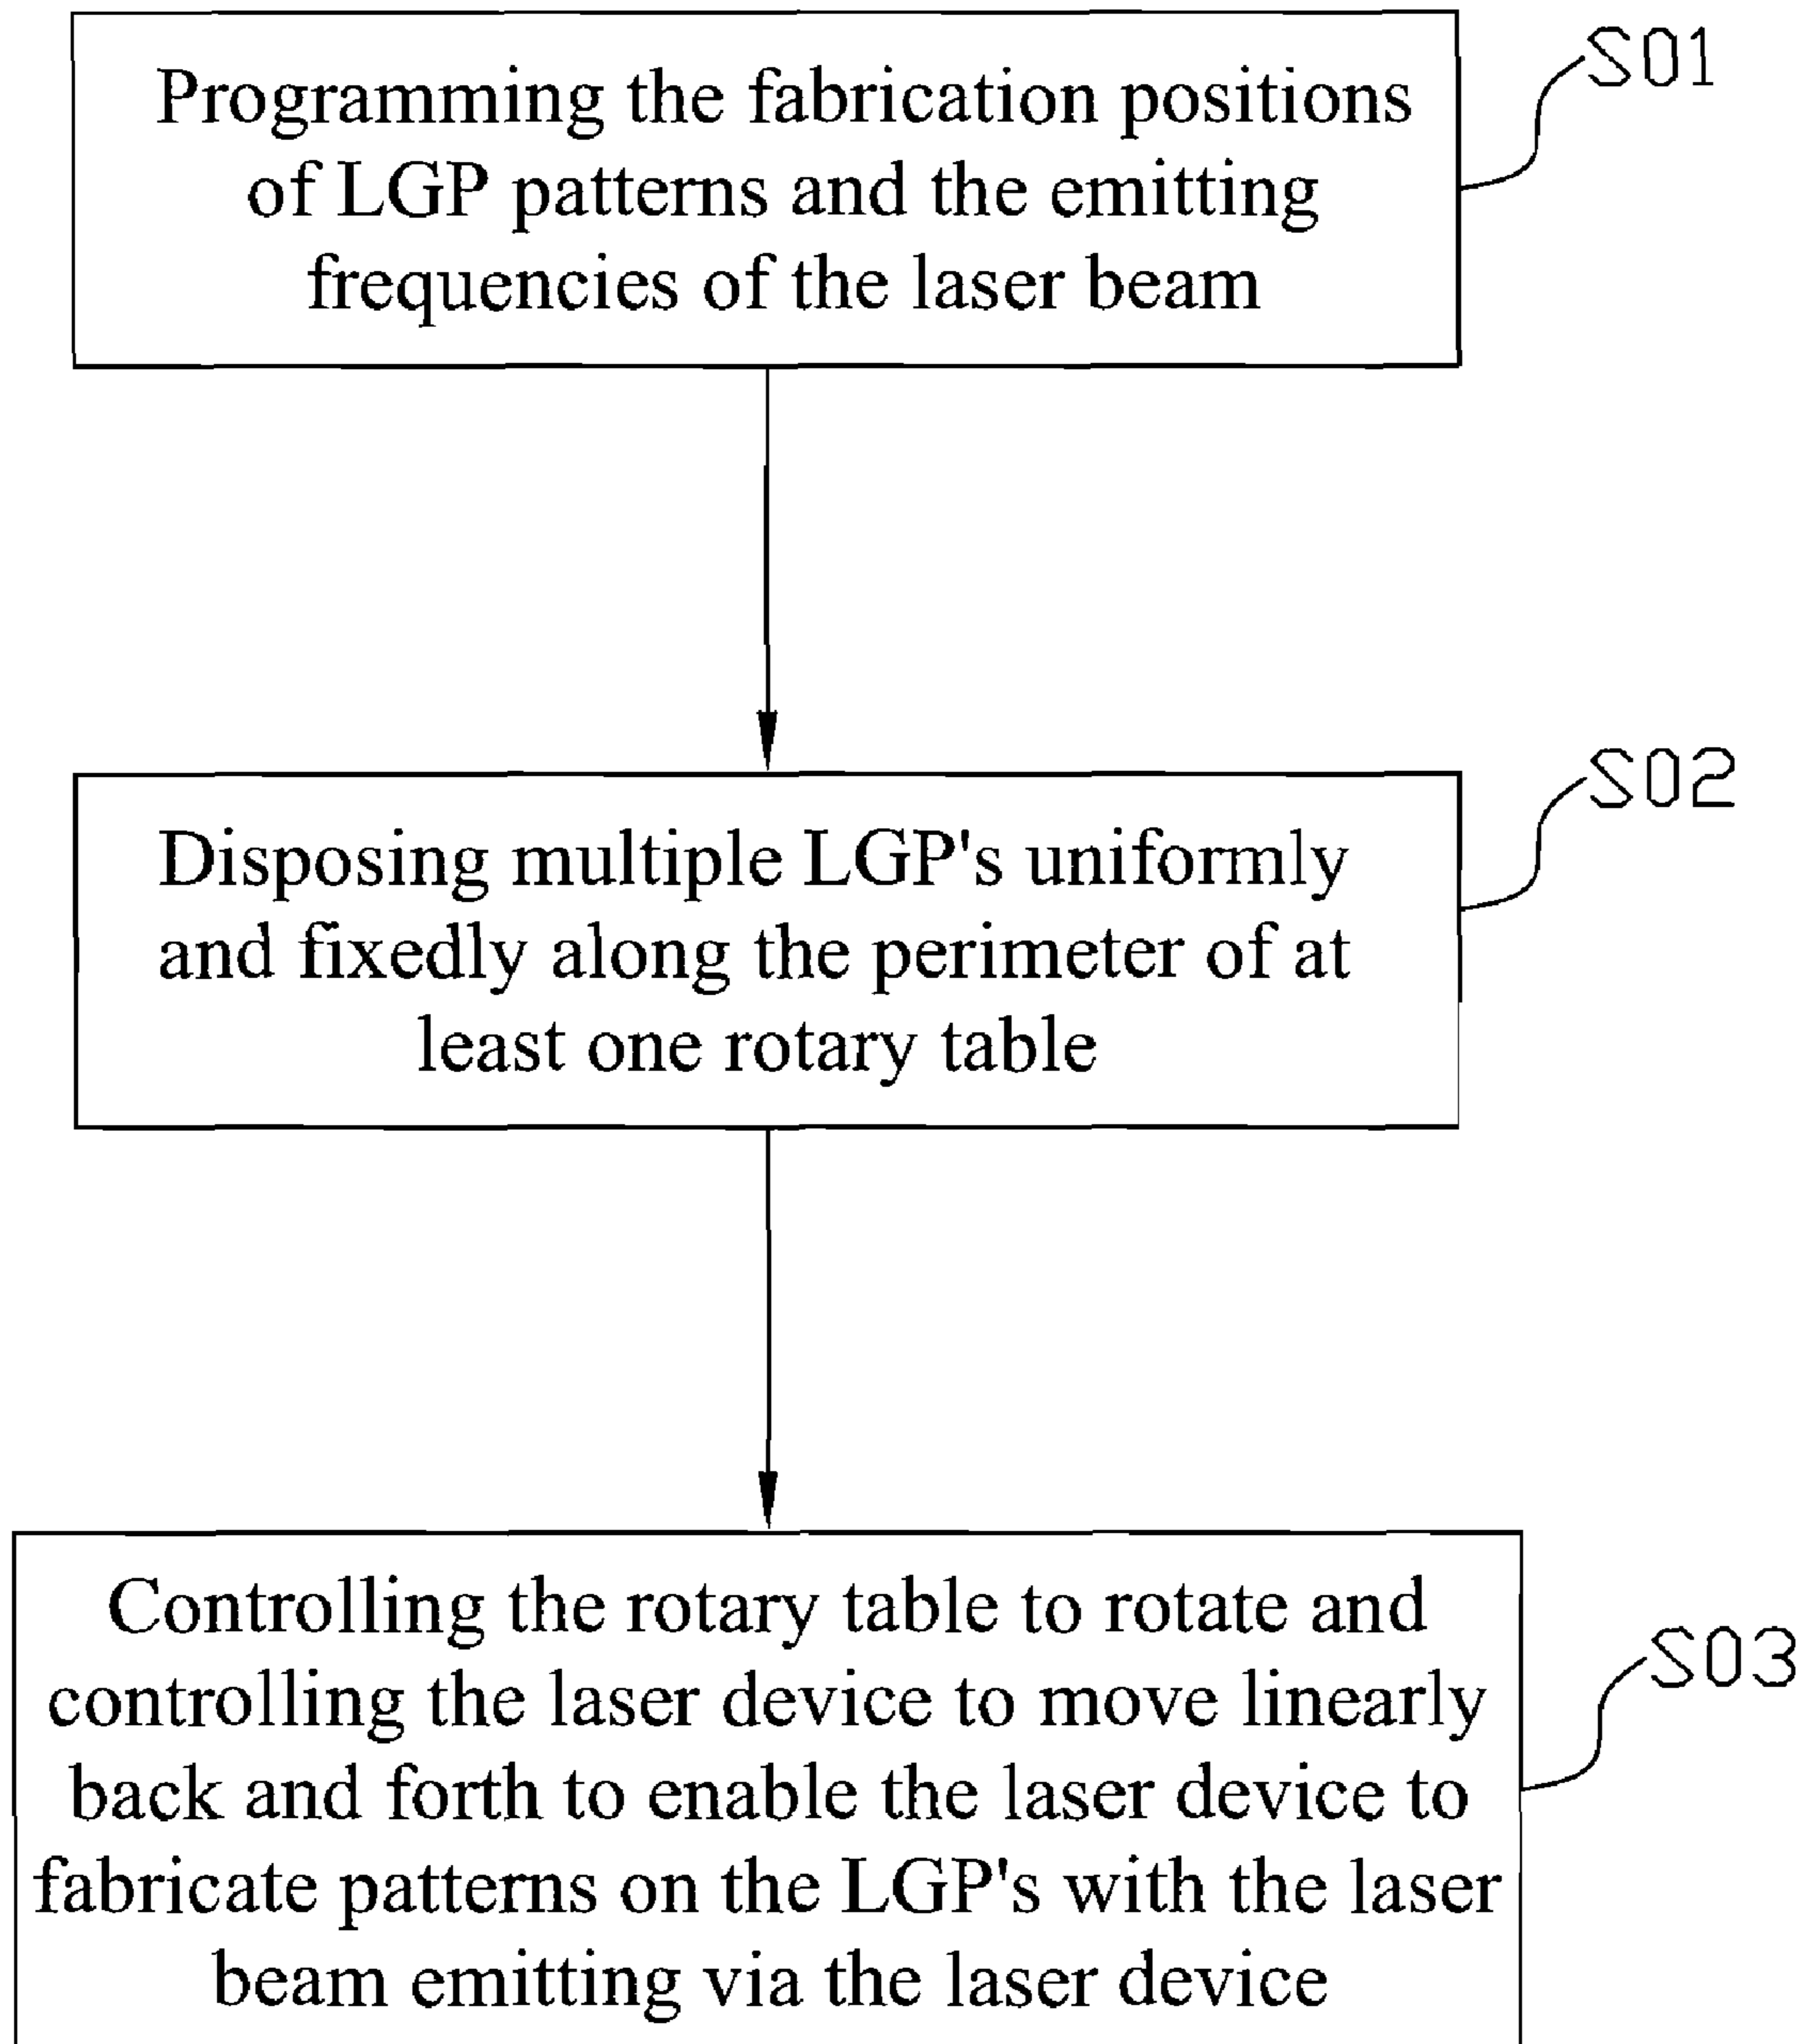 Programming the fabrication positions
of LGP patterns and the emitting
frequencies of the laser beam
S01
Disposing multiple LGP's uniformly
and fixedly along the perimeter of at
least one rotary table
S02
Controlling the rotary table to rotate and
controlling the laser device to move linearly
back and forth to enable the laser device to
fabricate patterns on the LGP's with the laser
beam emitting via the laser device
S03